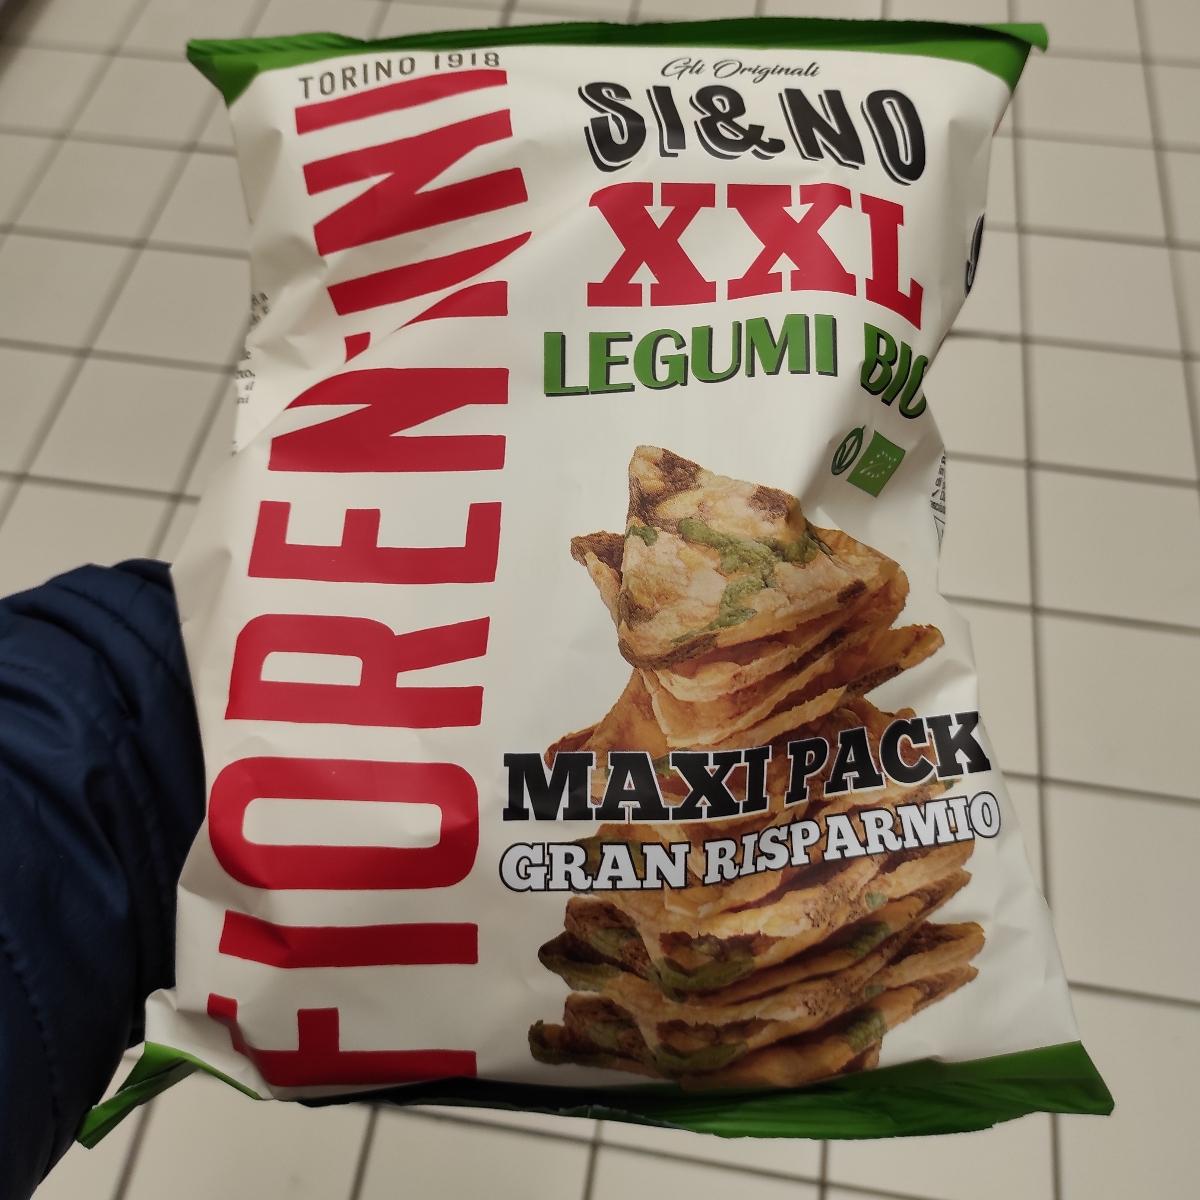 TORINO 1918
FIORENTINI
Gli Originali
SI&NO
XXL
LEGUMI BIO
MAXI PACK
GRAN RISPARMIO